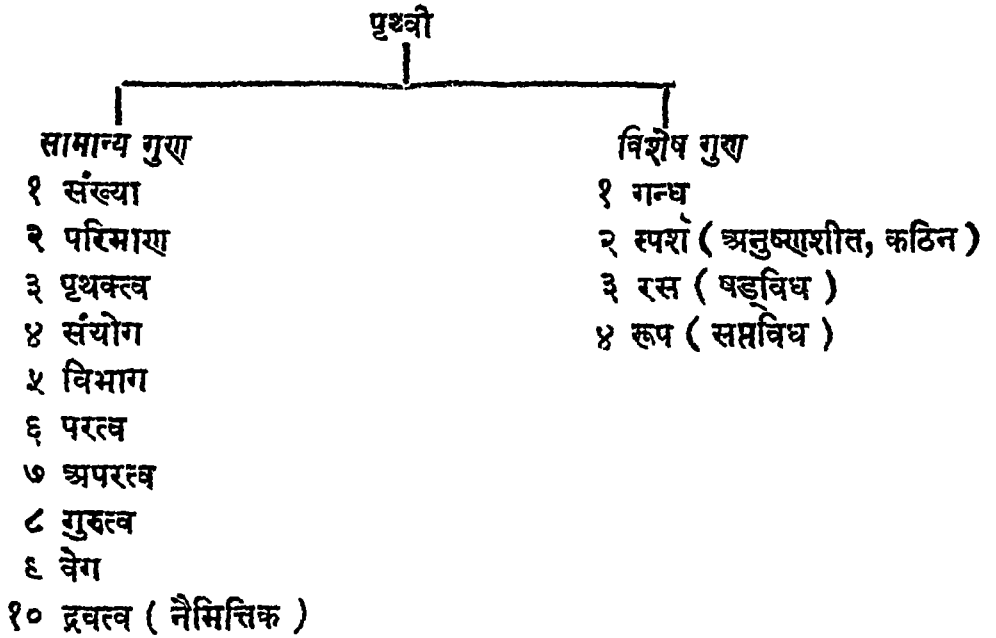 पृथ्वी
सामान्य गुण
१ संख्या
२ परिमाण
३ पृथक्त्व
४ संयोग
५ विभाग
६ परत्व
७ अपरत्व
८ गुरुत्व
९ वेग
१० द्रवत्व ( नैमित्तिक )
विशेष गुण
१ गन्ध
२ स्पर्श ( अनुष्णशीत, कठिन )
३ रस ( षड्विध )
४ रूप ( सप्तविध )